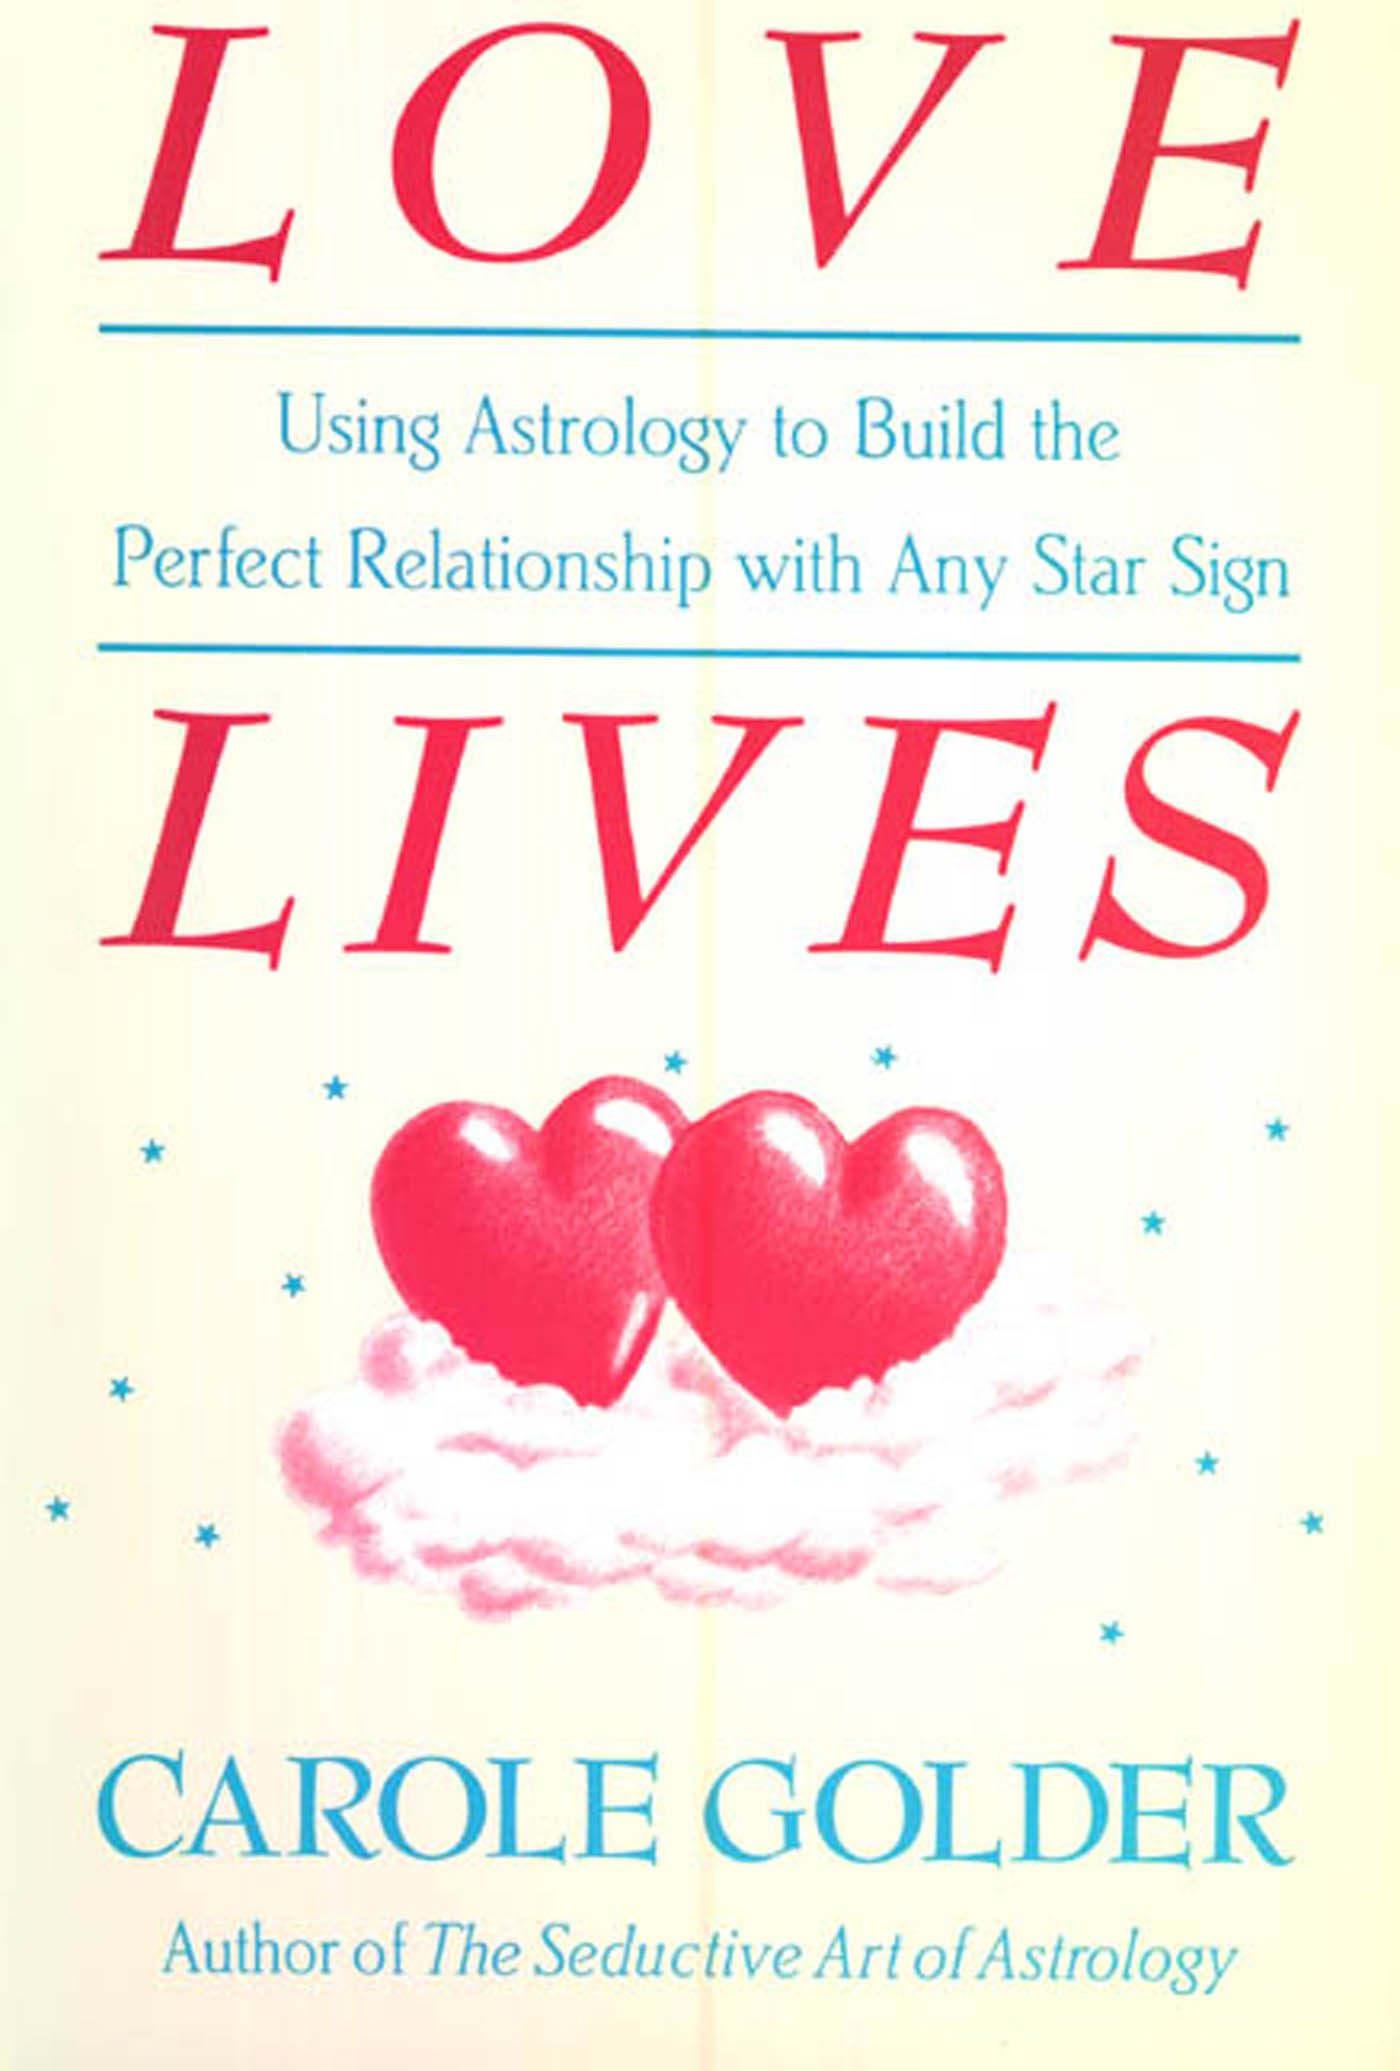 LOVE
Using Astrology to Build the
Perfect Relationship with Any Star Sign
LIVES
CAROLE GOLDER
Author of The Seductive Art of Astrology